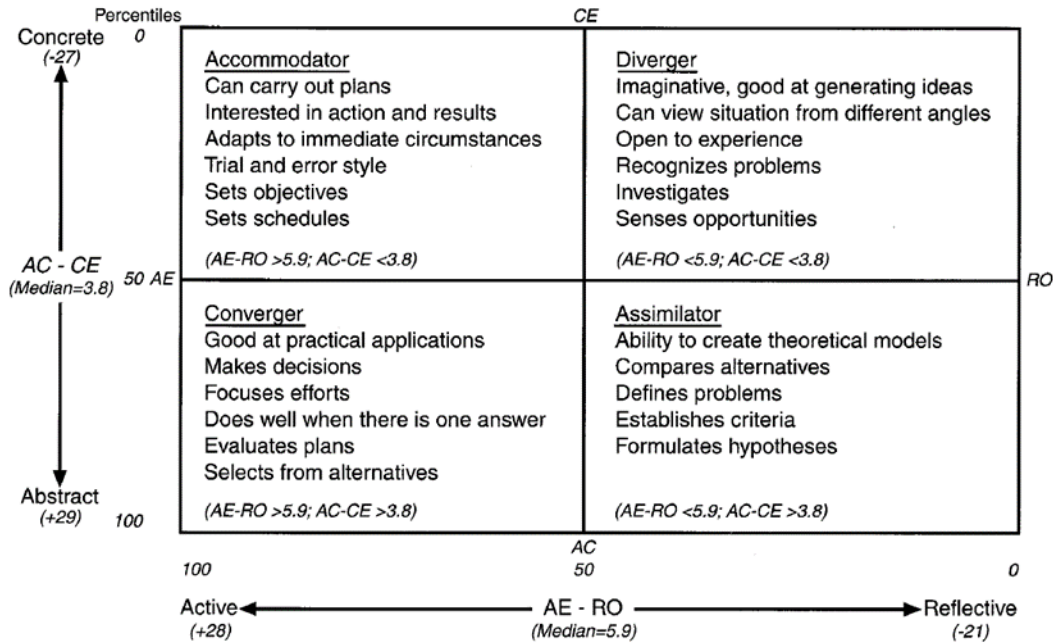 Percentiles
CE
Concrete
0
(-27)
Accommodator
Can carry out plans
Interested in action and results
Adapts to immediate circumstances
Trial and error style
Sets objectives
Sets schedules
(AE-RO >5.9; AC-CE <3.8)
Diverger
Imaginative, good at generating ideas
Can view situation from different angles
Open to experience
Recognizes problems
Investigates
Senses opportunities
(AE-RO <5.9; AC-CE <3.8)
AC - CE
(Median=3.8)
50 AE
RO
Converger
Good at practical applications
Makes decisions
Focuses efforts
Does well when there is one answer
Evaluates plans
Selects from alternatives
(AE-RO >5.9; AC-CE >3.8)
Assimilator
Ability to create theoretical models
Compares alternatives
Defines problems
Establishes criteria
Formulates hypotheses
(AE-RO <5.9; AC-CE >3.8)
Abstract
(+29)
100
AC
100
50
0
Active
(+28)
AE - RO
(Median=5.9)
Reflective
(-21)